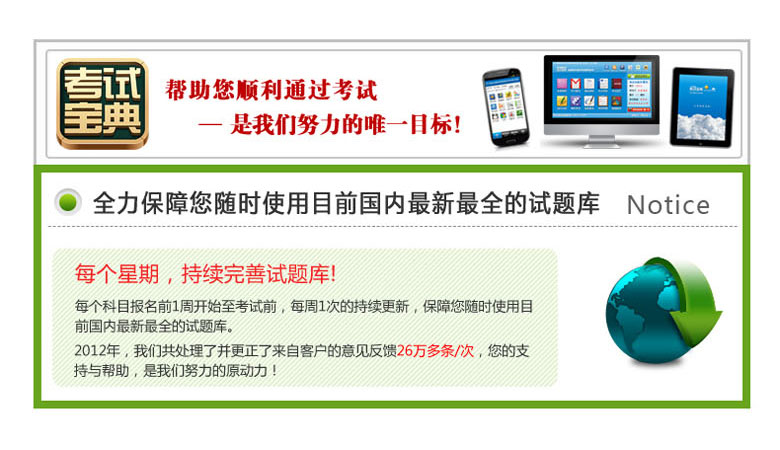 考试
宝典
帮助您顺利通过考试
— 是我们努力的唯一目标!
全力保障您随时使用目前国内最新最全的试题库 Notice
每个星期，持续完善试题库!
每个科目报名前1周开始至考试前，每周1次的持续更新，保障您随时使用目
前国内最新最全的试题库。
2012年，我们共处理了并更正了来自客户的意见反馈26万多条/次，您的支
持与帮助，是我们努力的原动力！